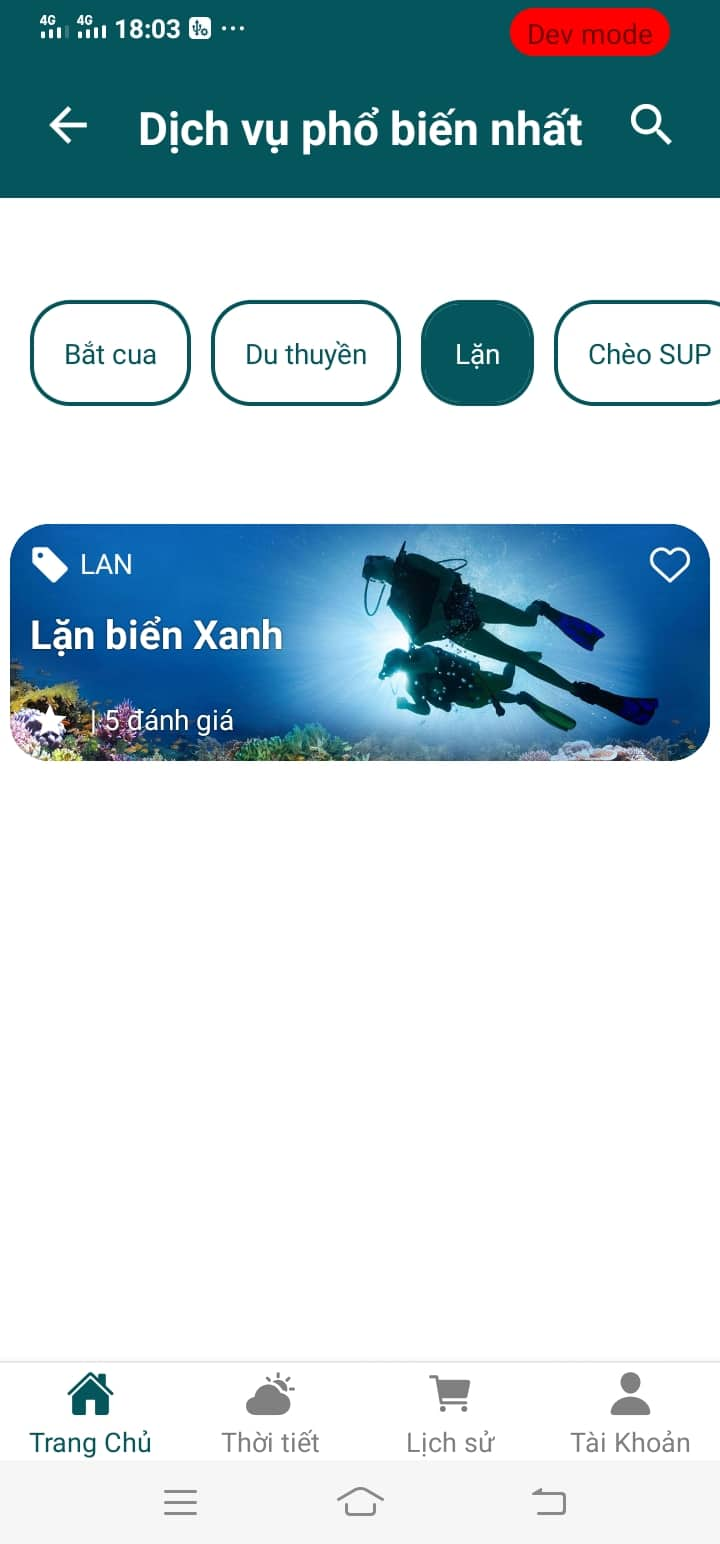 4G 4G 18:03 ...
Dev mode
Dịch vụ phổ biến nhất
Bắt cua Du thuyền Lặn Chèo SUP
LAN
Lặn biển Xanh
| 5 đánh giá
Trang Chủ Thời tiết Lịch sử Tài Khoản